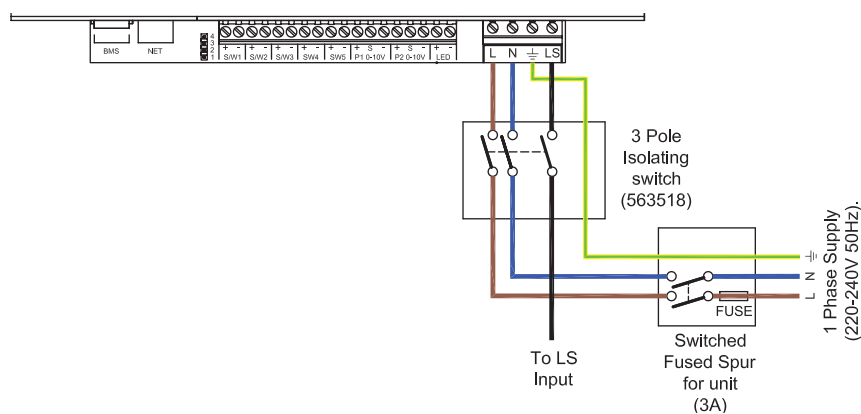 BMS
NET
4
3
2
1
+ -
+ -
+ -
+ -
+ -
+ S -
+ S -
+ -
S/W1 S/W2 S/W3 SW4 SW5 P1 0-10V P2 0-10V LED
L N LS
3 Pole
Isolating
switch
(563518)
N
L
1 Phase Supply
(220-240V 50Hz).
FUSE
To LS
Input
Switched
Fused Spur
for unit
(3A)